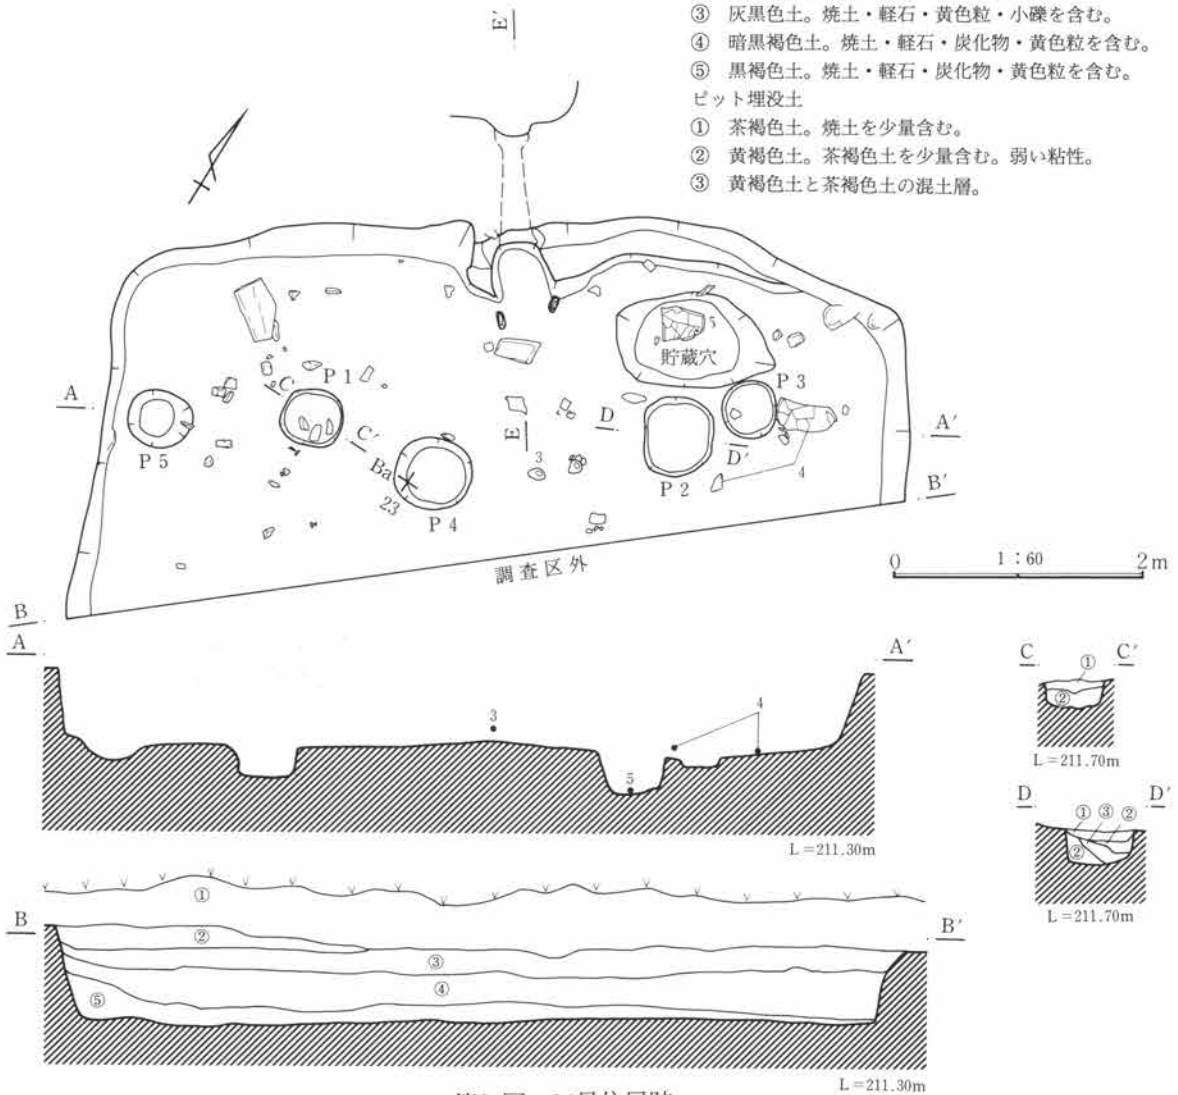 ③ 灰黒色土。焼土・軽石・黄色粒・小礫を含む。
④ 暗黒褐色土。焼土・軽石・炭化物・黄色粒を含む。
⑤ 黒褐色土。焼土・軽石・炭化物・黄色粒を含む。
ピット埋没土
① 茶褐色土。焼土を少量含む。
② 黄褐色土。茶褐色土を少量含む。弱い粘性。
③ 黄褐色土と茶褐色土の混土層。
E′
5
貯蔵穴
P 1
P 3
C
A
D
A′
P 5
C′
E
D′
Ba
3
4
P 2
B′
23
P 4
調査区外
0 1：60 2m
B
A
A′
3
4
5
L＝211.30m
C C′
①
②
L＝211.70m
D D′
① ③ ②
②
L＝211.70m
①
B
B′
②
③
④
⑤
L＝211.30m